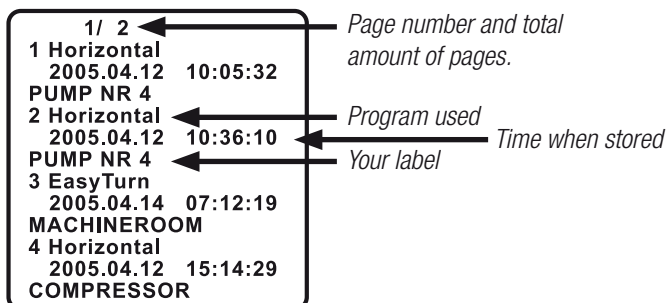 1/ 2
1 Horizontal
2005.04.12 10:05:32
PUMP NR 4
2 Horizontal
2005.04.12 10:36:10
PUMP NR 4
3 EasyTurn
2005.04.14 07:12:19
MACHINEROOM
4 Horizontal
2005.04.12 15:14:29
COMPRESSOR
Page number and total
amount of pages.
Program used
Time when stored
Your label